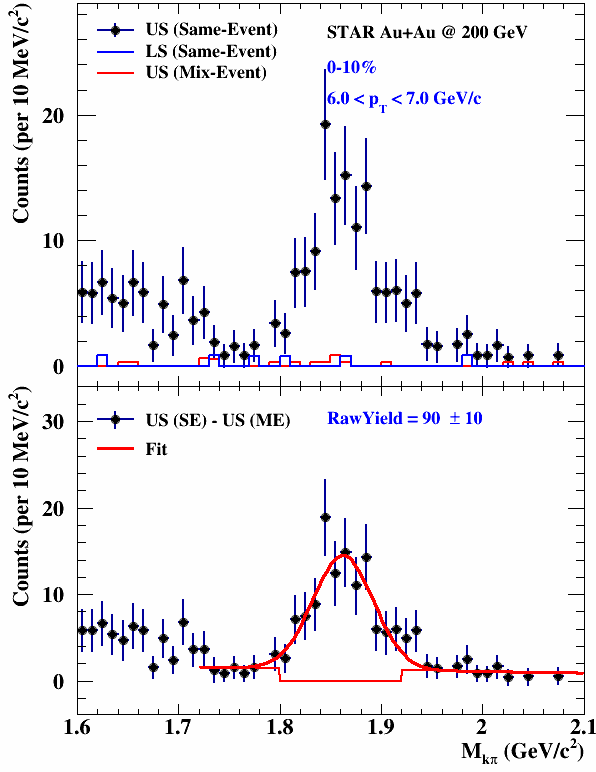 US (Same-Event)
LS (Same-Event)
US (Mix-Event)
STAR Au+Au @ 200 GeV
0-10%
6.0 < p_T < 7.0 GeV/c
Counts (per 10 MeV/c²)
20
10
0
US (SE) - US (ME)
Fit
RawYield = 90 ± 10
Counts (per 10 MeV/c²)
30
20
10
0
1.6 1.7 1.8 1.9 2 2.1
M_kπ (GeV/c²)